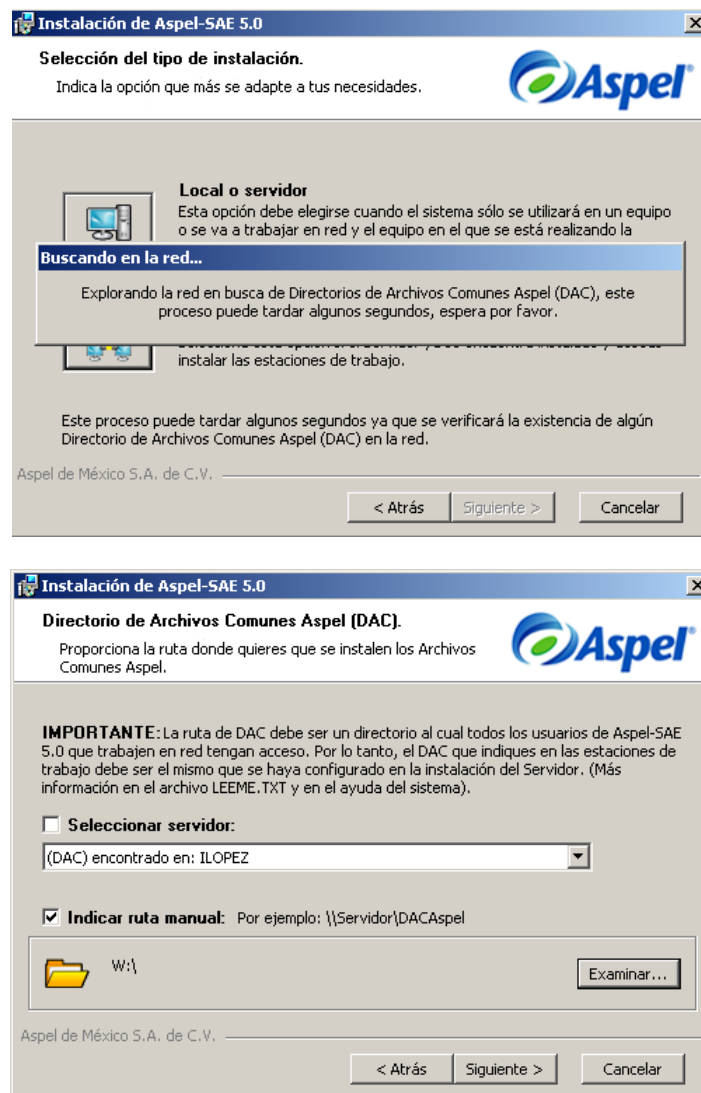 Instalación de Aspel-SAE 5.0
Selección del tipo de instalación.
Indica la opción que más se adapte a tus necesidades.
Aspel
Local o servidor
Esta opción debe elegirse cuando el sistema sólo se utilizará en un equipo
o se va a trabajar en red y el equipo en el que se está realizando la
Buscando en la red...
Explorando la red en busca de Directorios de Archivos Comunes Aspel (DAC), este
proceso puede tardar algunos segundos, espera por favor.
instalar las estaciones de trabajo.
Este proceso puede tardar algunos segundos ya que se verificará la existencia de algún
Directorio de Archivos Comunes Aspel (DAC) en la red.
Aspel de México S.A. de C.V.
< Atrás
Siguiente >
Cancelar
Instalación de Aspel-SAE 5.0
Directorio de Archivos Comunes Aspel (DAC).
Proporciona la ruta donde quieres que se instalen los Archivos
Comunes Aspel.
Aspel
IMPORTANTE: La ruta de DAC debe ser un directorio al cual todos los usuarios de Aspel-SAE
5.0 que trabajen en red tengan acceso. Por lo tanto, el DAC que indiques en las estaciones de
trabajo debe ser el mismo que se haya configurado en la instalación del Servidor. (Más
información en el archivo LEEME.TXT y en el ayuda del sistema).
Seleccionar servidor:
(DAC) encontrado en: ILOPEZ
Indicar ruta manual: Por ejemplo: \\Servidor\DACAspel
W:\
Examinar...
Aspel de México S.A. de C.V.
< Atrás
Siguiente >
Cancelar